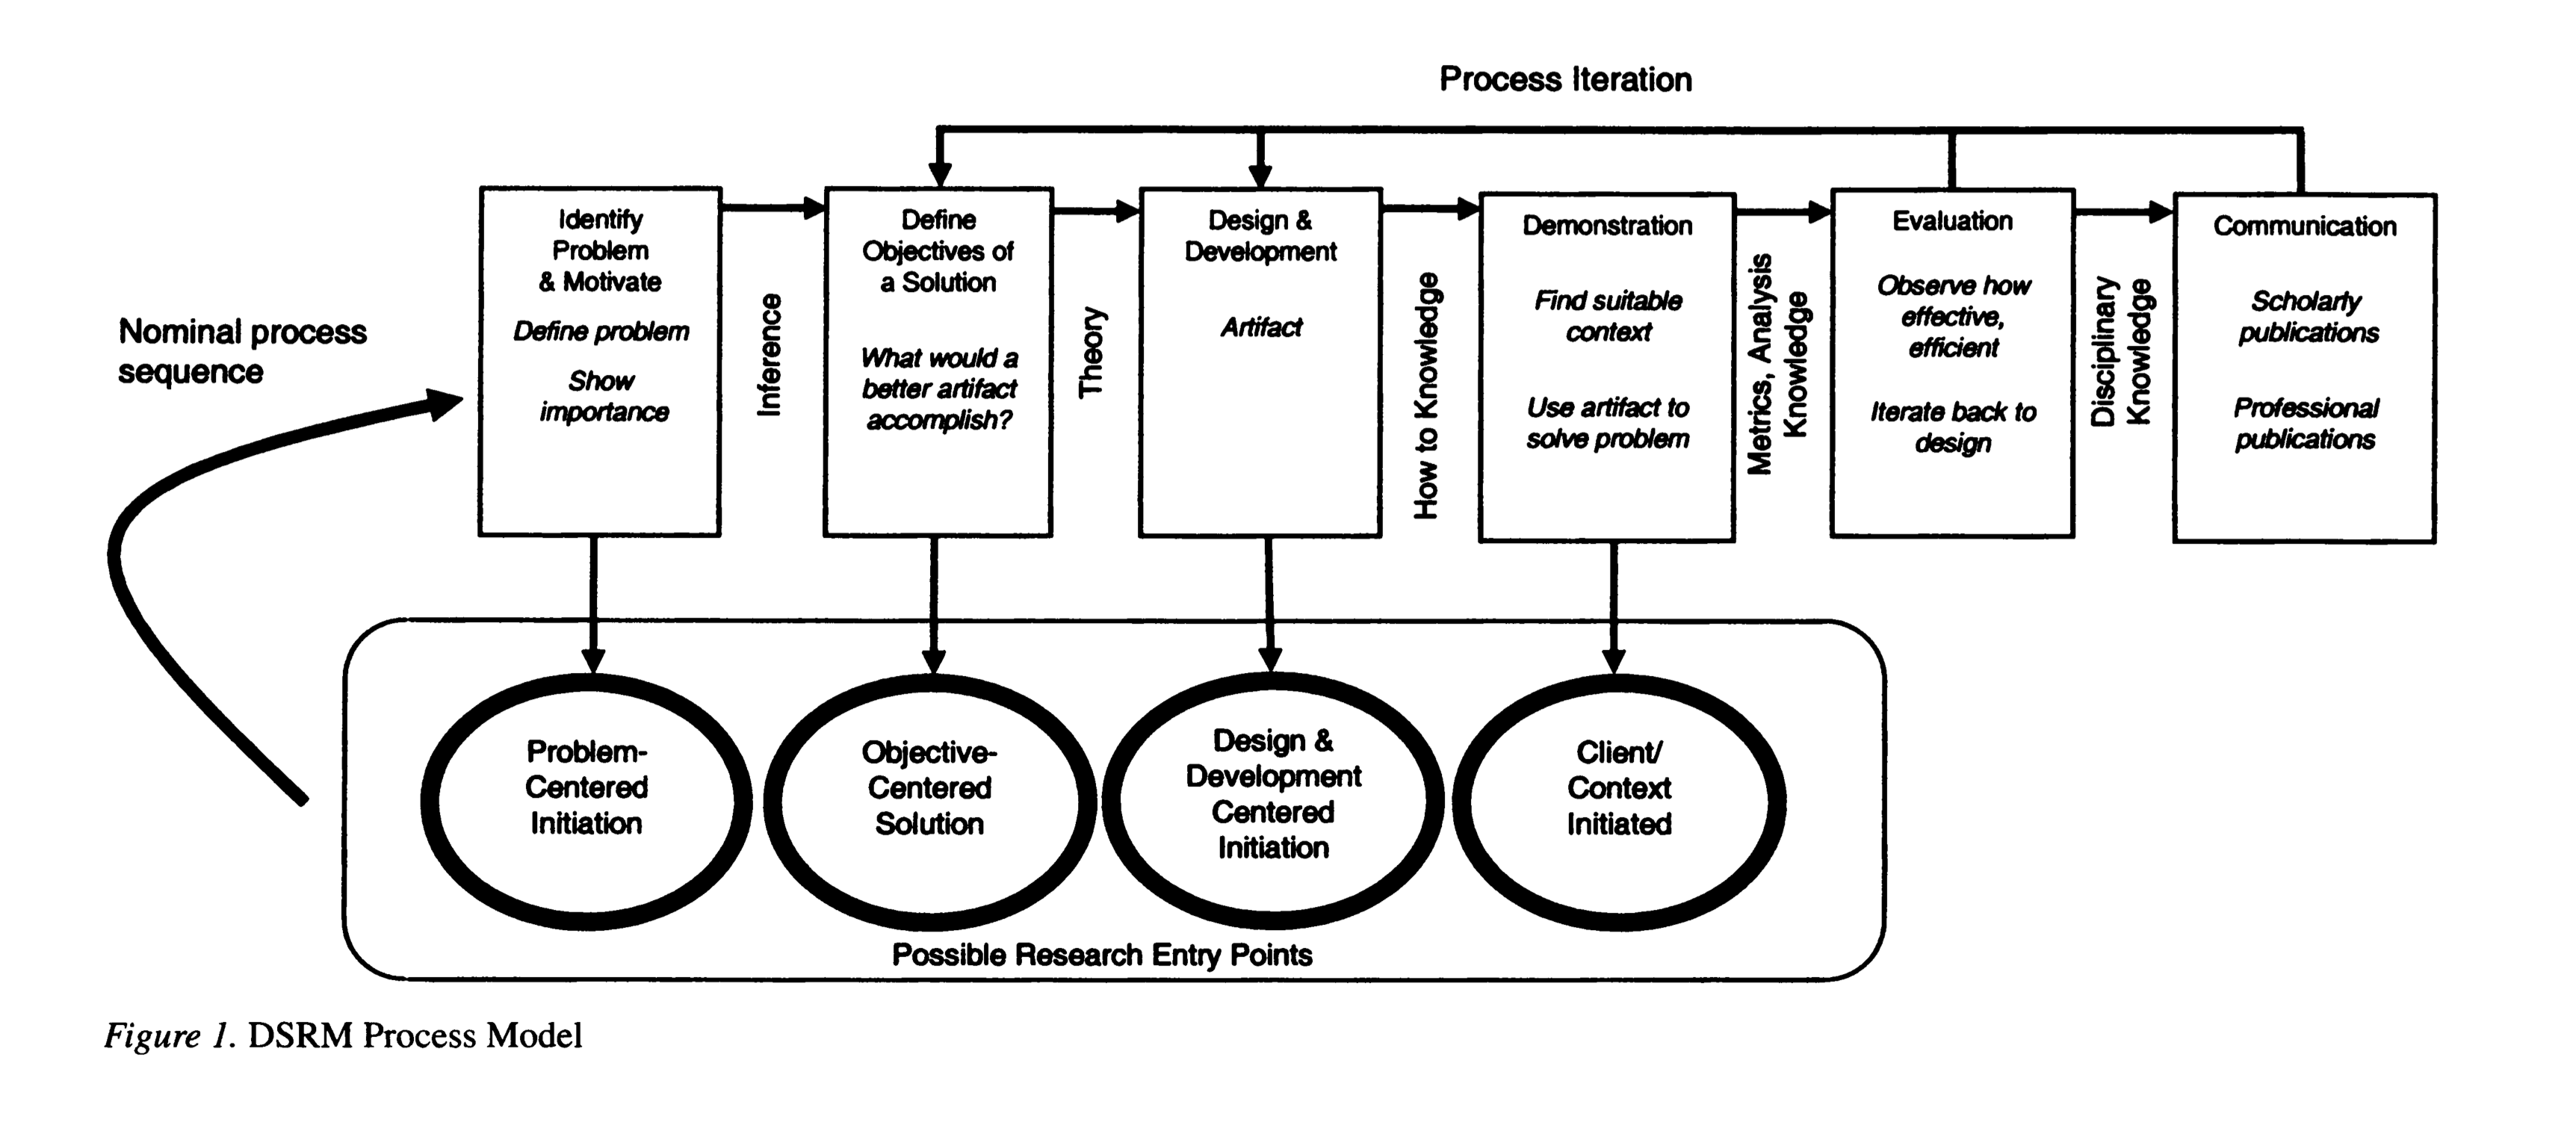 Process Iteration
Nominal process
sequence
Identify
Problem
& Motivate
Define problem
Show
importance
Inference
Define
Objectives of
a Solution
What would a
better artifact
accomplish?
Theory
Design &
Development
Artifact
How to Knowledge
Demonstration
Find suitable
context
Use artifact to
solve problem
Metrics, Analysis
Knowledge
Evaluation
Observe how
effective,
efficient
Iterate back to
design
Disciplinary
Knowledge
Communication
Scholarly
publications
Professional
publications
Problem-
Centered
Initiation
Objective-
Centered
Solution
Design &
Development
Centered
Initiation
Client/
Context
Initiated
Possible Research Entry Points
Figure 1. DSRM Process Model